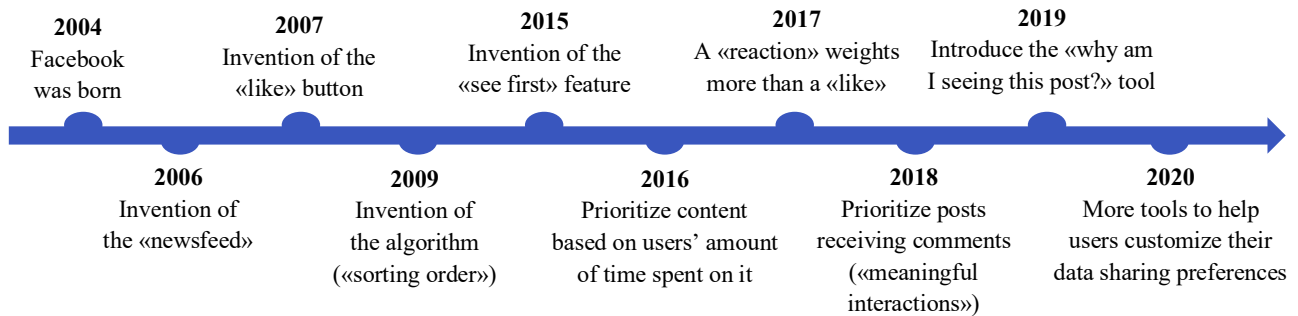 2004
Facebook
was born
2006
Invention of
the «newsfeed»
2007
Invention of the
«like» button
2009
Invention of
the algorithm
(«sorting order»)
2015
Invention of the
«see first» feature
2016
Prioritize content
based on users’ amount
of time spent on it
2017
A «reaction» weights
more than a «like»
2018
Prioritize posts
receiving comments
(«meaningful
interactions»)
2019
Introduce the «why am
I seeing this post?» tool
2020
More tools to help
users customize their
data sharing preferences